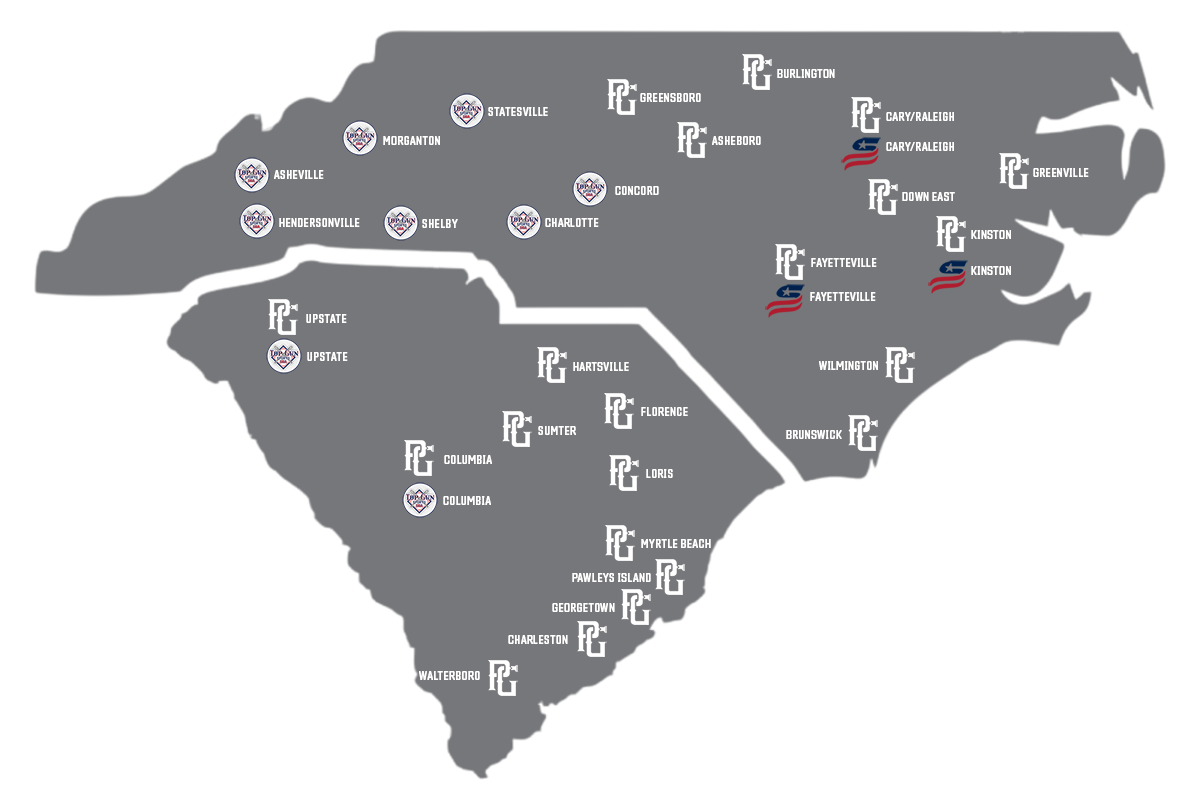 BURLINGTON
GREENSBORO
STATESVILLE
CARY/RALEIGH
MORGANTON
ASHEBORO
CARY/RALEIGH
ASHEVILLE
GREENVILLE
CONCORD
DOWN EAST
HENDERSONVILLE
SHELBY
CHARLOTTE
KINSTON
FAYETTEVILLE
KINSTON
FAYETTEVILLE
UPSTATE
UPSTATE
HARTSVILLE
WILMINGTON
FLORENCE
SUMTER
BRUNSWICK
COLUMBIA
LORIS
COLUMBIA
MYRTLE BEACH
PAWLEYS ISLAND
GEORGETOWN
CHARLESTON
WALTERBORO